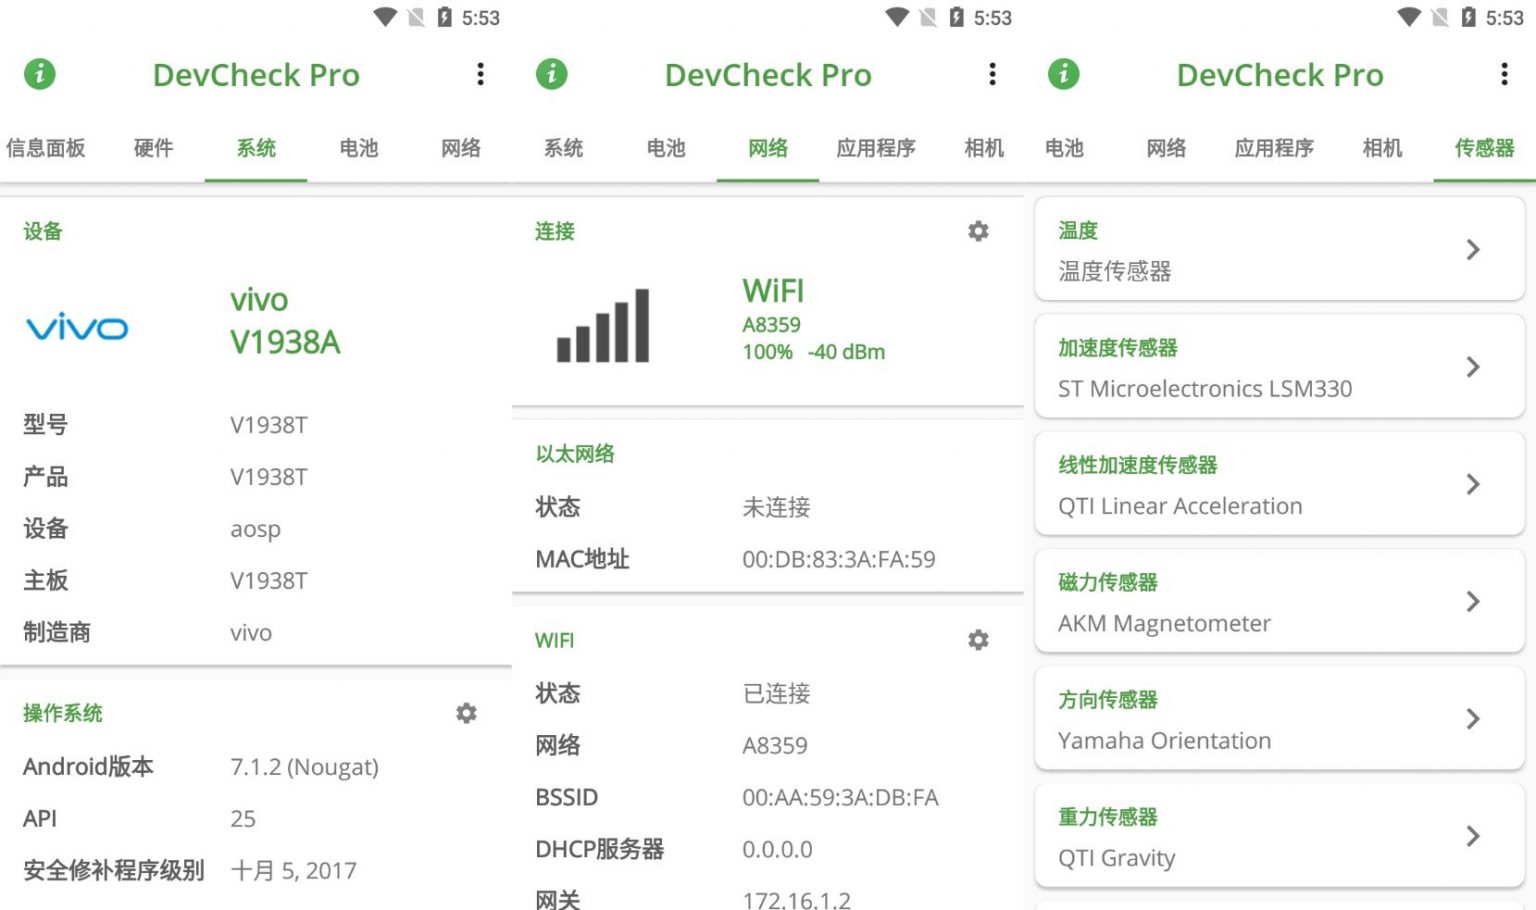 5:53
DevCheck Pro
信息面板 硬件 系统 电池 网络
设备
vivo
vivo
V1938A
型号 V1938T
产品 V1938T
设备 aosp
主板 V1938T
制造商 vivo
操作系统
Android版本 7.1.2 (Nougat)
API 25
安全修补程序级别 十月 5, 2017
5:53
DevCheck Pro
系统 电池 网络 应用程序 相机
连接
WiFI
A8359
100% -40 dBm
以太网络
状态 未连接
MAC地址 00:DB:83:3A:FA:59
WIFI
状态 已连接
网络 A8359
BSSID 00:AA:59:3A:DB:FA
DHCP服务器 0.0.0.0
网关 172.16.1.2
5:53
DevCheck Pro
电池 网络 应用程序 相机 传感器
温度
温度传感器
加速度传感器
ST Microelectronics LSM330
线性加速度传感器
QTI Linear Acceleration
磁力传感器
AKM Magnetometer
方向传感器
Yamaha Orientation
重力传感器
QTI Gravity